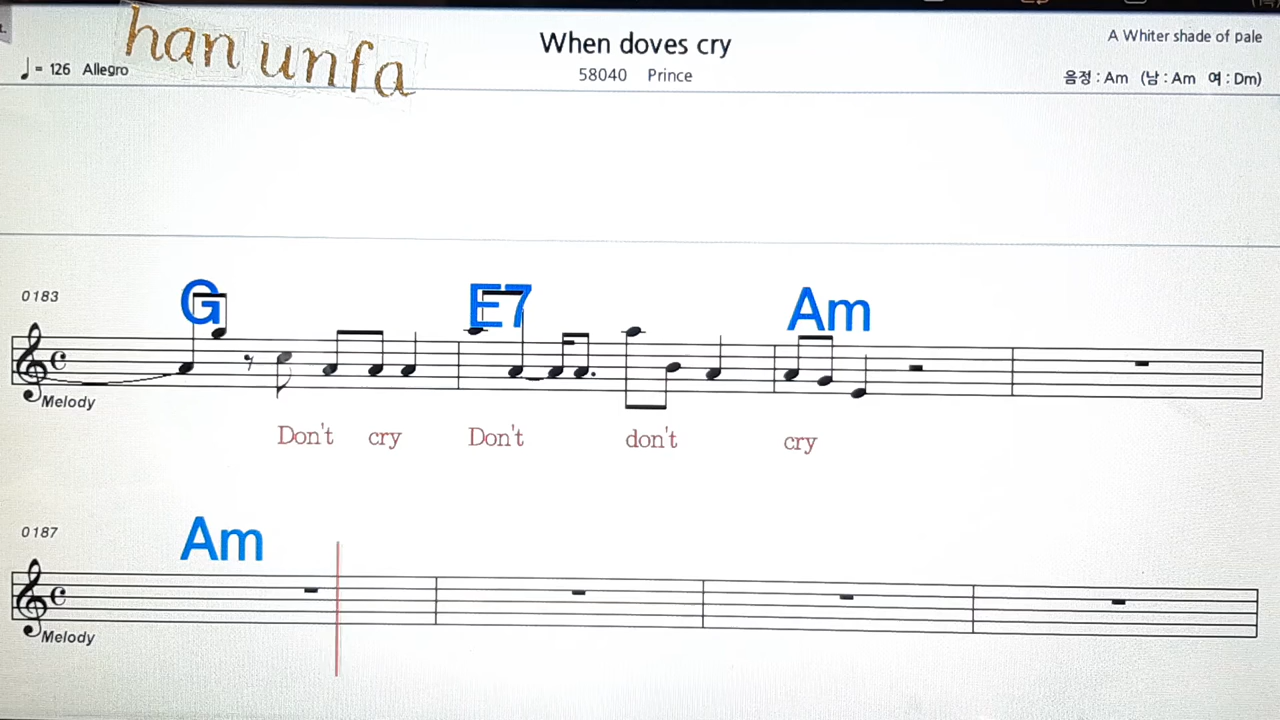 han unfa
When doves cry
A Whiter shade of pale
♩ = 126 Allegro
58040 Prince
음정 : Am (남 : Am 여 : Dm)
0183
G E7 Am
Melody
Don't cry Don't don't cry
0187
Am
Melody